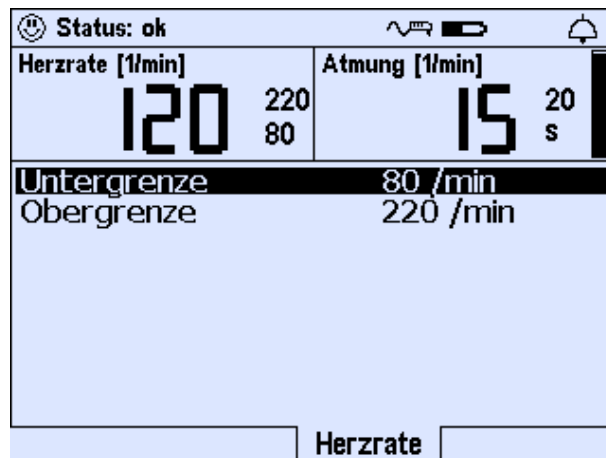 Status: ok
Herzrate [1/min]
120
220
80
Atmung [1/min]
15
20
s
Untergrenze 80 /min
Obergrenze 220 /min
Herzrate